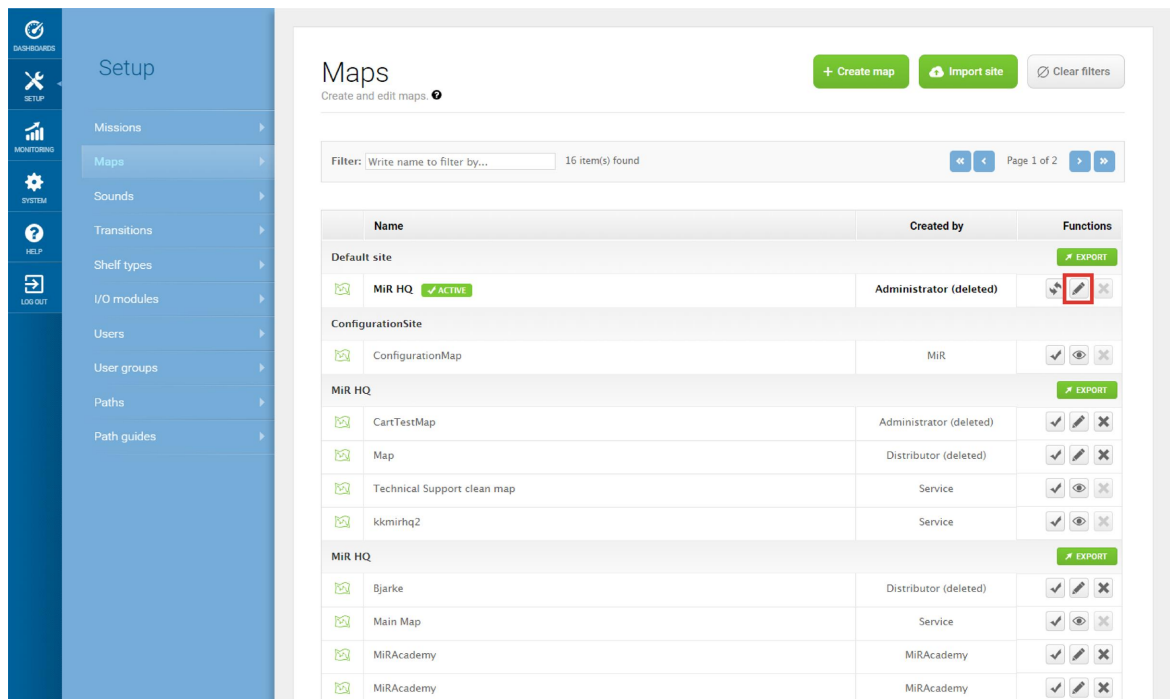 DASHBOARDS
SETUP
MONITORING
SYSTEM
HELP
LOG OUT
Setup
Missions
Maps
Sounds
Transitions
Shelf types
I/O modules
Users
User groups
Paths
Path guides
Maps
Create and edit maps. ?
+ Create map
Import site
Clear filters
Filter: Write name to filter by... 16 item(s) found
« ‹ Page 1 of 2 › »
Name Created by Functions
Default site EXPORT
MiR HQ ACTIVE Administrator (deleted)
ConfigurationSite
ConfigurationMap MiR
MiR HQ EXPORT
CartTestMap Administrator (deleted)
Map Distributor (deleted)
Technical Support clean map Service
kkmirhq2 Service
MiR HQ EXPORT
Bjarke Distributor (deleted)
Main Map Service
MiRAcademy MiRAcademy
MiRAcademy MiRAcademy